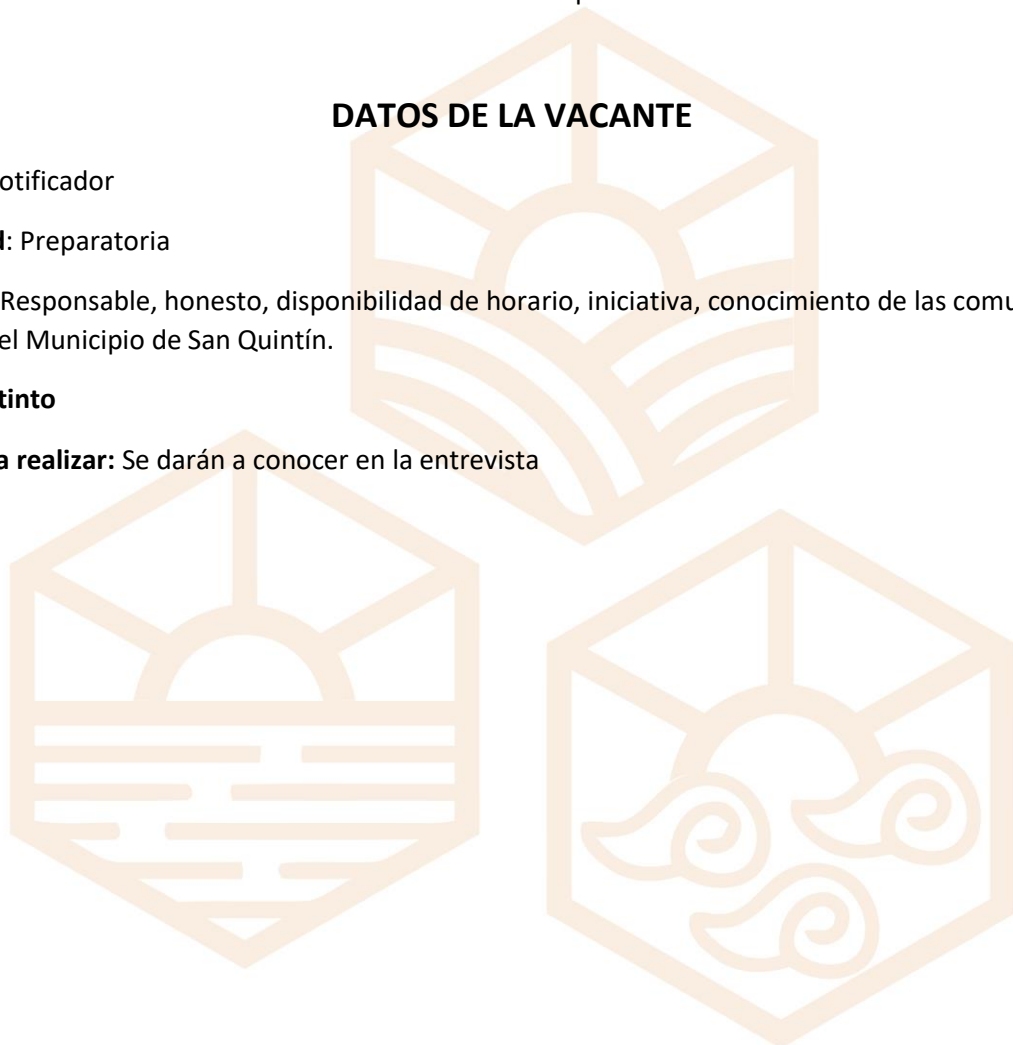 DATOS DE LA VACANTE
otificador
d: Preparatoria
Responsable, honesto, disponibilidad de horario, iniciativa, conocimiento de las comu
el Municipio de San Quintín.
tinto
a realizar: Se darán a conocer en la entrevista